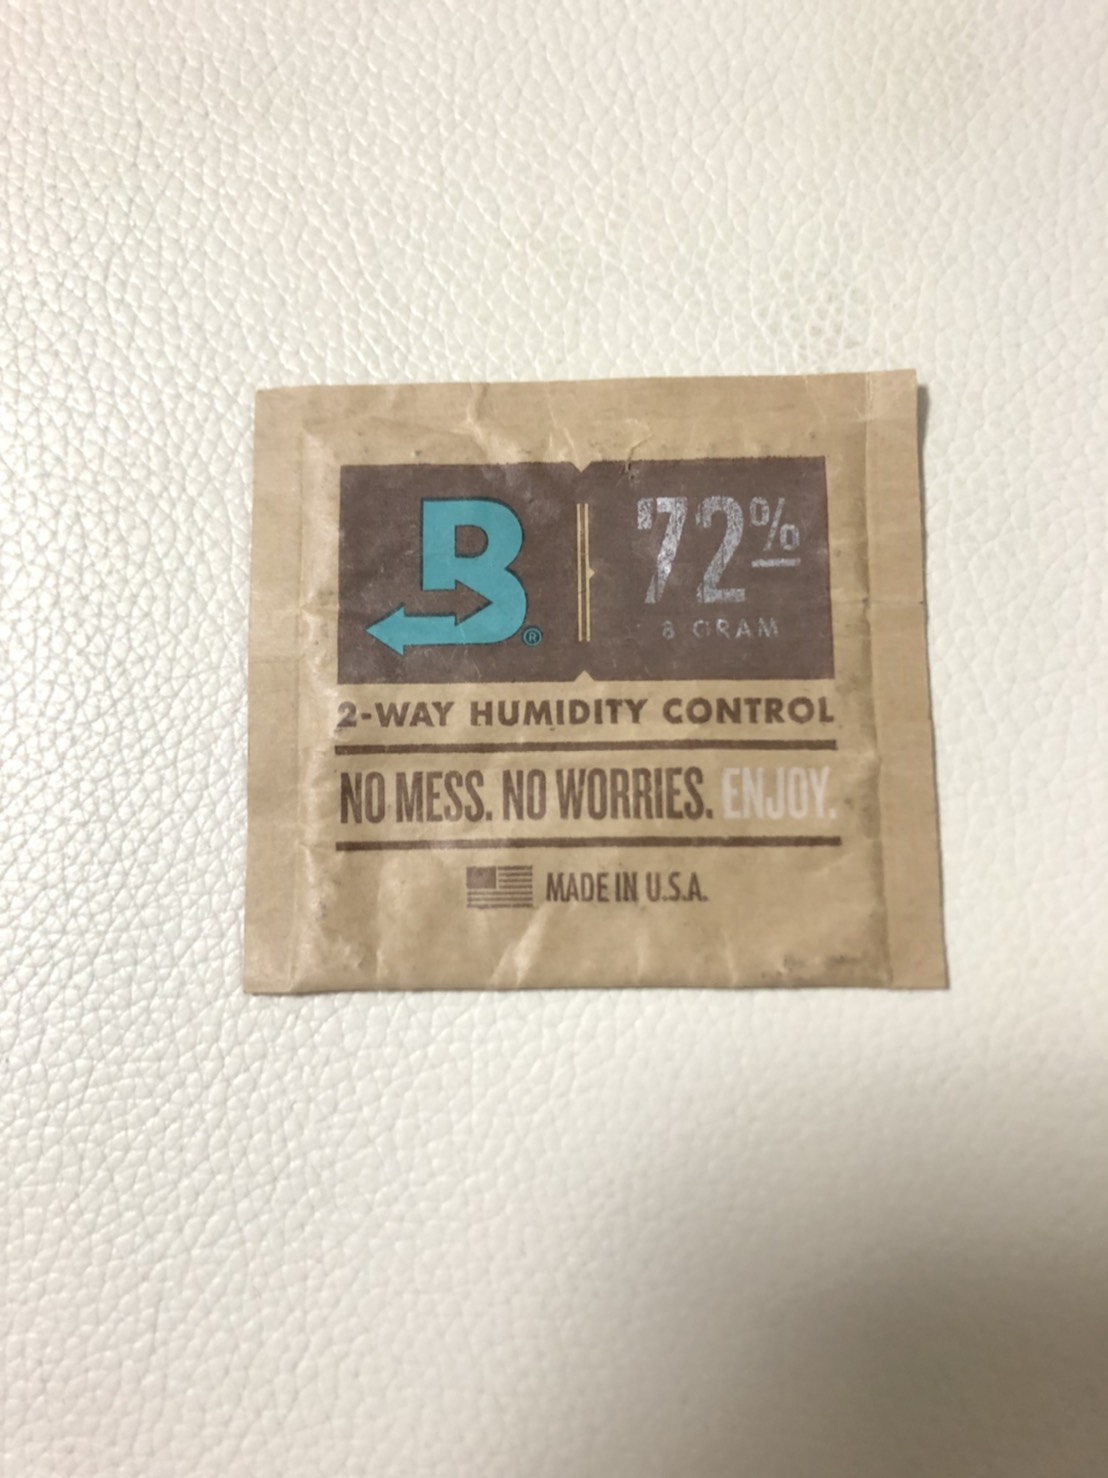 B®
72%
8 GRAM
2-WAY HUMIDITY CONTROL
NO MESS. NO WORRIES. ENJOY.
MADE IN U.S.A.